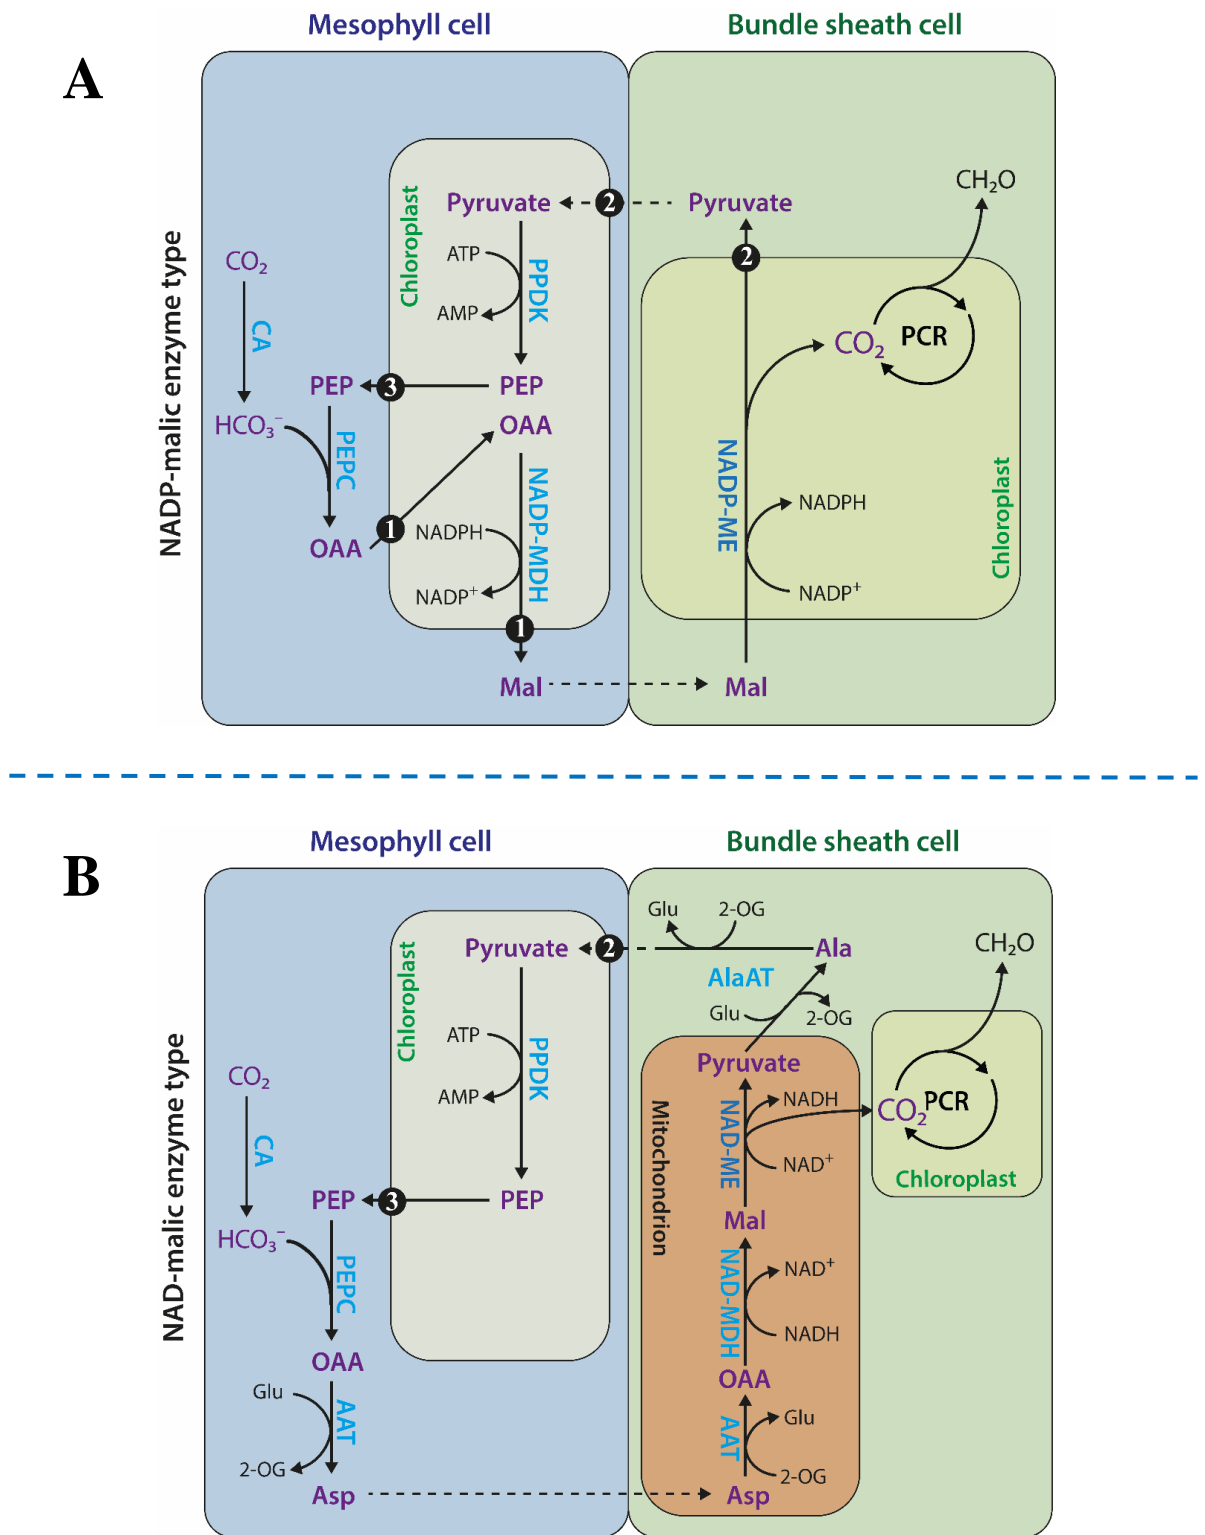 A
Mesophyll cell
Bundle sheath cell
NADP-malic enzyme type
Chloroplast
Pyruvate
2
Pyruvate
CH₂O
ATP
AMP
PPDK
2
CO₂
CA
CO₂
PCR
PEP
3
PEP
HCO₃⁻
OAA
PEPC
NADP-MDH
NADP-ME
Chloroplast
NADPH
OAA
1
NADPH
NADP⁺
NADP⁺
1
Mal
Mal
B
Mesophyll cell
Bundle sheath cell
NAD-malic enzyme type
Glu
2-OG
Chloroplast
Pyruvate
2
Ala
CH₂O
AlaAT
Glu
2-OG
ATP
AMP
PPDK
Pyruvate
CO₂
CA
Mitochondrion
NAD-ME
NADH
NAD⁺
CO₂
PCR
Chloroplast
PEP
3
PEP
Mal
HCO₃⁻
PEPC
NAD-MDH
NAD⁺
NADH
OAA
OAA
Glu
AAT
2-OG
AAT
Glu
2-OG
Asp
Asp